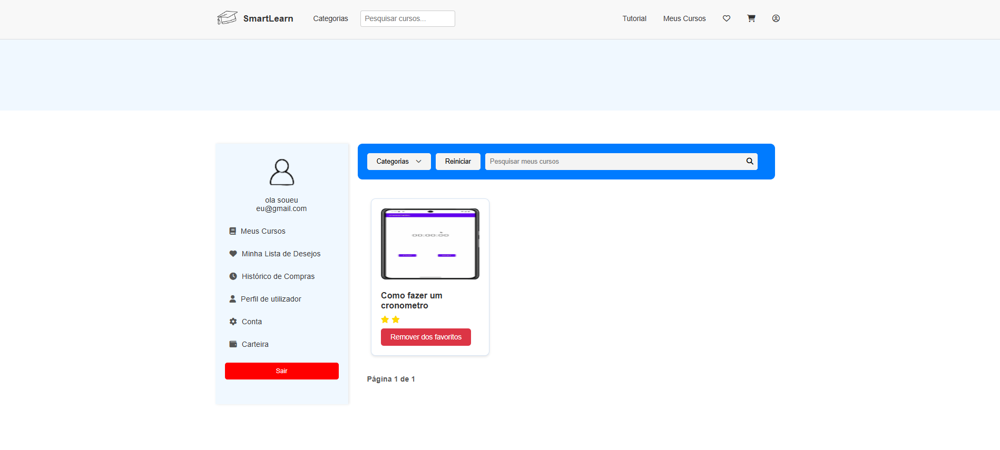 SmartLearn
Categorias
Pesquisar cursos...
Tutorial
Meus Cursos
ola soueu
eu@gmail.com
Meus Cursos
Minha Lista de Desejos
Histórico de Compras
Perfil de utilizador
Conta
Carteira
Sair
Categorias
Reiniciar
Pesquisar meus cursos
00:00:00
Como fazer um
cronometro
Remover dos favoritos
Página 1 de 1